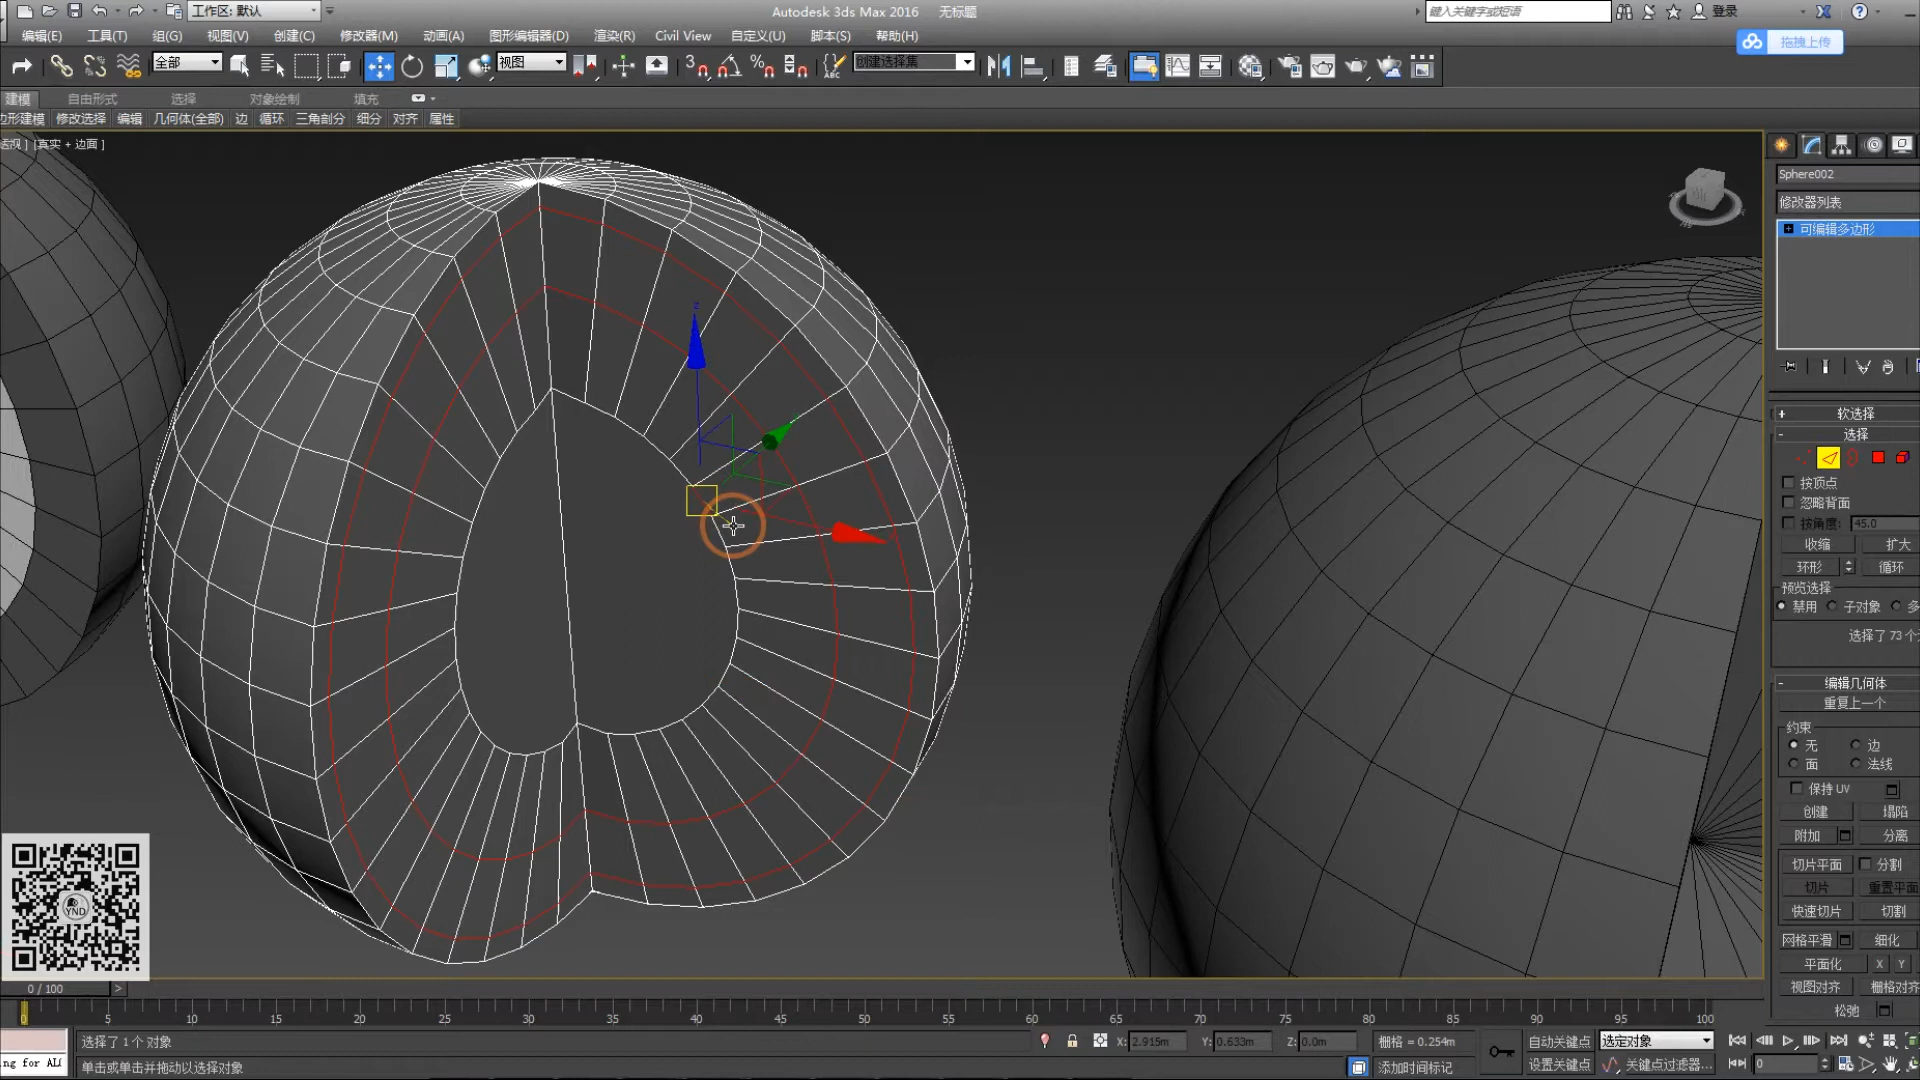 工作区: 默认
Autodesk 3ds Max 2016 无标题
键入关键字或短语
登录
编辑(E) 工具(T) 组(G) 视图(V) 创建(C) 修改器(M) 动画(A) 图形编辑器(D) 渲染(R) Civil View 自定义(U) 脚本(S) 帮助(H)
拖拽上传
全部
视图
3
创建选择集
建模 自由形式 选择 对象绘制 填充
边形建模 修改选择 编辑 几何体(全部) 边 循环 三角剖分 细分 对齐 属性
透视 ] [真实 + 边面 ]
Sphere002
修改器列表
可编辑多边形
z
+ 软选择
- 选择
按顶点
忽略背面
按角度: 45.0
收缩 扩大
环形 循环
预览选择
禁用 子对象 多
选择了 73 个
- 编辑几何体
重复上一个
约束
无 边
面 法线
保持 UV
创建 塌陷
附加 分离
切片平面 分割
切片 重置平面
快速切片 切割
网格平滑 细化
平面化 X Y
视图对齐 栅格对齐
松弛
YND
0 / 100 >
0 5 10 15 20 25 30 35 40 45 50 55 60 65 70 75 80 85 90 95 100
选择了 1 个 对象
X: 2.915m Y: 0.633m Z: 0.0m
栅格 = 0.254m
自动关键点 选定对象
单击或单击并拖动以选择对象
添加时间标记
设置关键点 关键点过滤器...
0